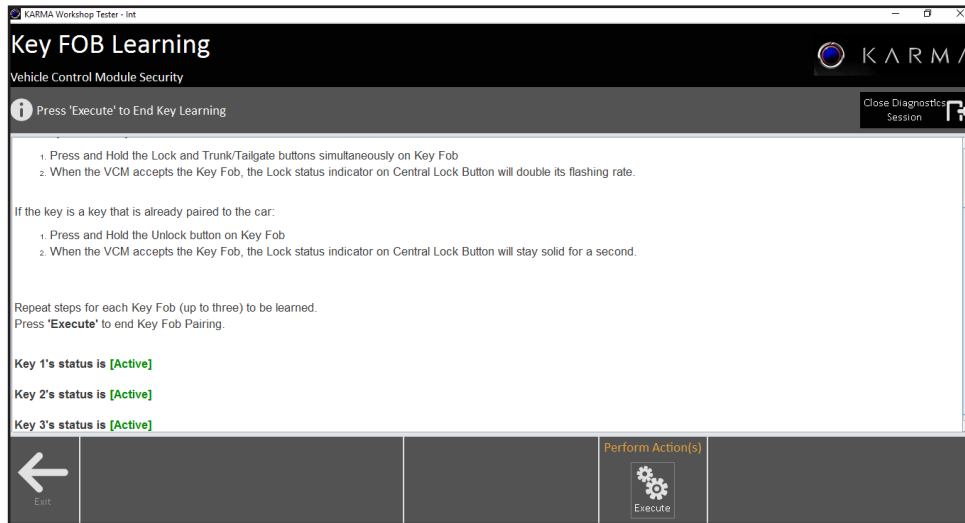 KARMA Workshop Tester - Int
Key FOB Learning
KARMA
Vehicle Control Module Security
Press 'Execute' to End Key Learning
Close Diagnostics
Session
1. Press and Hold the Lock and Trunk/Tailgate buttons simultaneously on Key Fob
2. When the VCM accepts the Key Fob, the Lock status indicator on Central Lock Button will double its flashing rate.
If the key is a key that is already paired to the car:
1. Press and Hold the Unlock button on Key Fob
2. When the VCM accepts the Key Fob, the Lock status indicator on Central Lock Button will stay solid for a second.
Repeat steps for each Key Fob (up to three) to be learned.
Press 'Execute' to end Key Fob Pairing.
Key 1's status is [Active]
Key 2's status is [Active]
Key 3's status is [Active]
Perform Action(s)
Exit
Execute